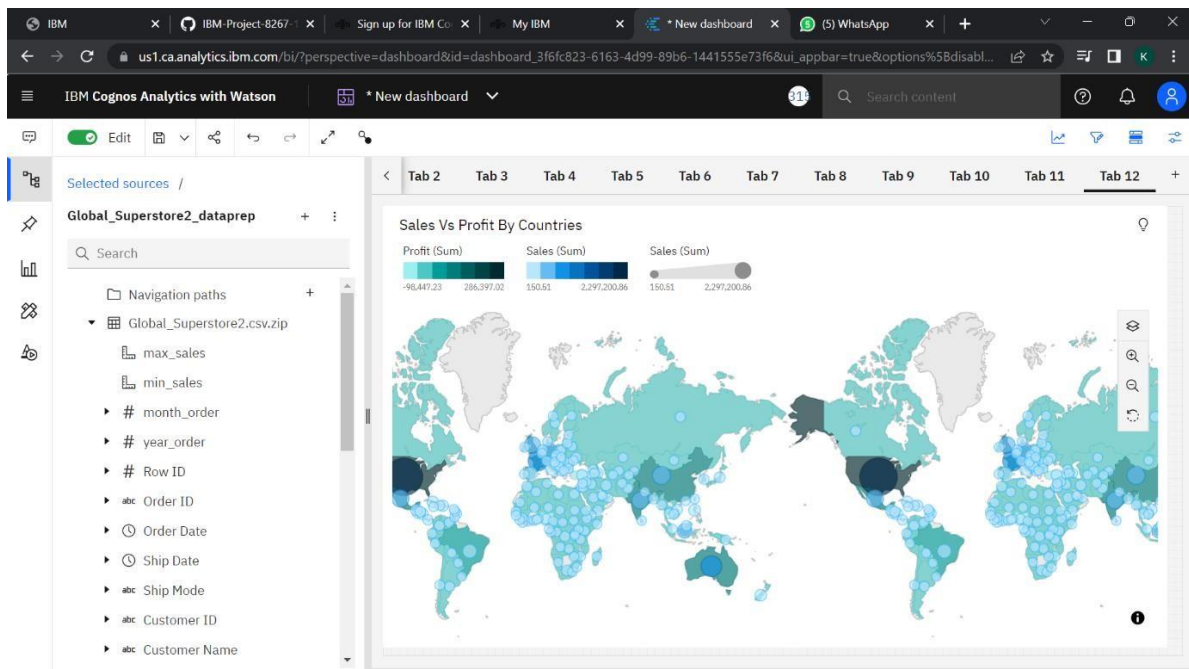 IBM
IBM-Project-8267-1
Sign up for IBM Co
My IBM
* New dashboard
(5) WhatsApp
us1.ca.analytics.ibm.com/bi/?perspective=dashboard&id=dashboard_3f6fc823-6163-4d99-89b6-1441555e73f6&ui_appbar=true&options%5Bdisabl...
K
IBM Cognos Analytics with Watson
* New dashboard
315
Search content
Edit
Selected sources /
Tab 2
Tab 3
Tab 4
Tab 5
Tab 6
Tab 7
Tab 8
Tab 9
Tab 10
Tab 11
Tab 12
Global_Superstore2_dataprep
Search
Navigation paths
Global_Superstore2.csv.zip
max_sales
min_sales
# month_order
# year_order
# Row ID
abc Order ID
Order Date
Ship Date
abc Ship Mode
abc Customer ID
abc Customer Name
Sales Vs Profit By Countries
Profit (Sum)
Sales (Sum)
Sales (Sum)
-98,447.23 286,397.02
150.51 2,297,200.86
150.51 2,297,200.86